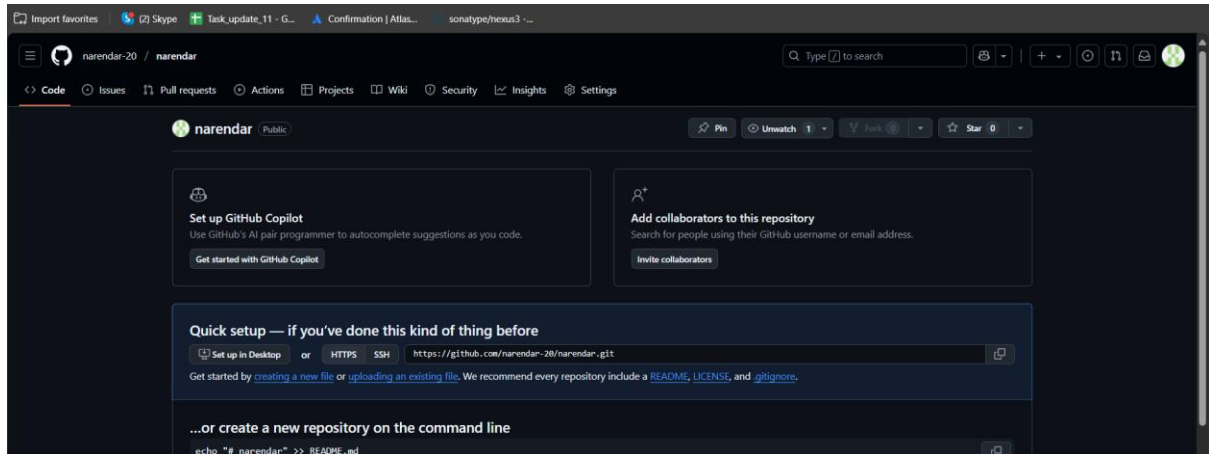 Import favorites (2) Skype Task_update_11 - G... Confirmation | Atlas... sonatype/nexus3 -...
narendar-20 / narendar Type / to search
Code Issues Pull requests Actions Projects Wiki Security Insights Settings
narendar Public Pin Unwatch 1 Fork 0 Star 0
Set up GitHub Copilot
Use GitHub's AI pair programmer to autocomplete suggestions as you code.
Get started with GitHub Copilot
Add collaborators to this repository
Search for people using their GitHub username or email address.
Invite collaborators
Quick setup — if you've done this kind of thing before
Set up in Desktop or HTTPS SSH https://github.com/narendar-20/narendar.git
Get started by creating a new file or uploading an existing file. We recommend every repository include a README, LICENSE, and .gitignore.
...or create a new repository on the command line
echo "# narendar" >> README.md